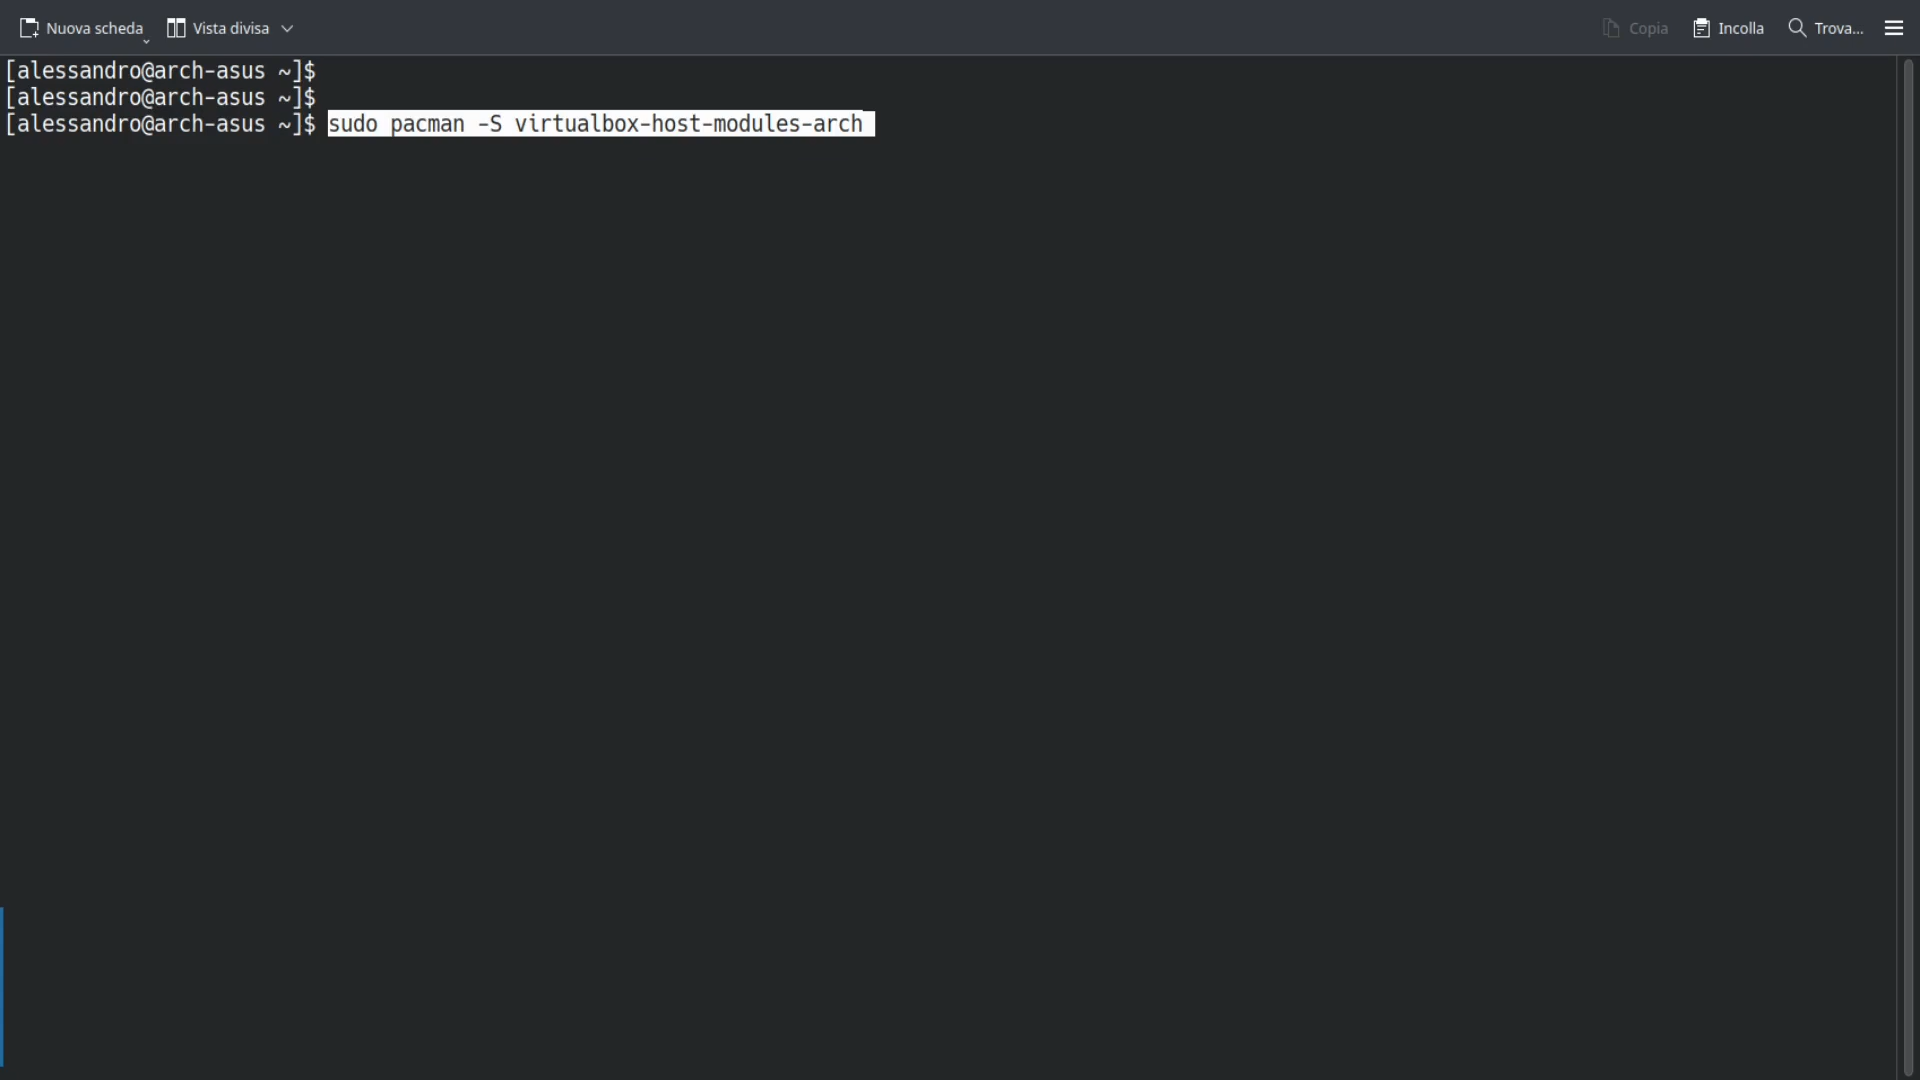 Nuova scheda Vista divisa Copia Incolla Trova...
[alessandro@arch-asus ~]$
[alessandro@arch-asus ~]$
[alessandro@arch-asus ~]$ sudo pacman -S virtualbox-host-modules-arch